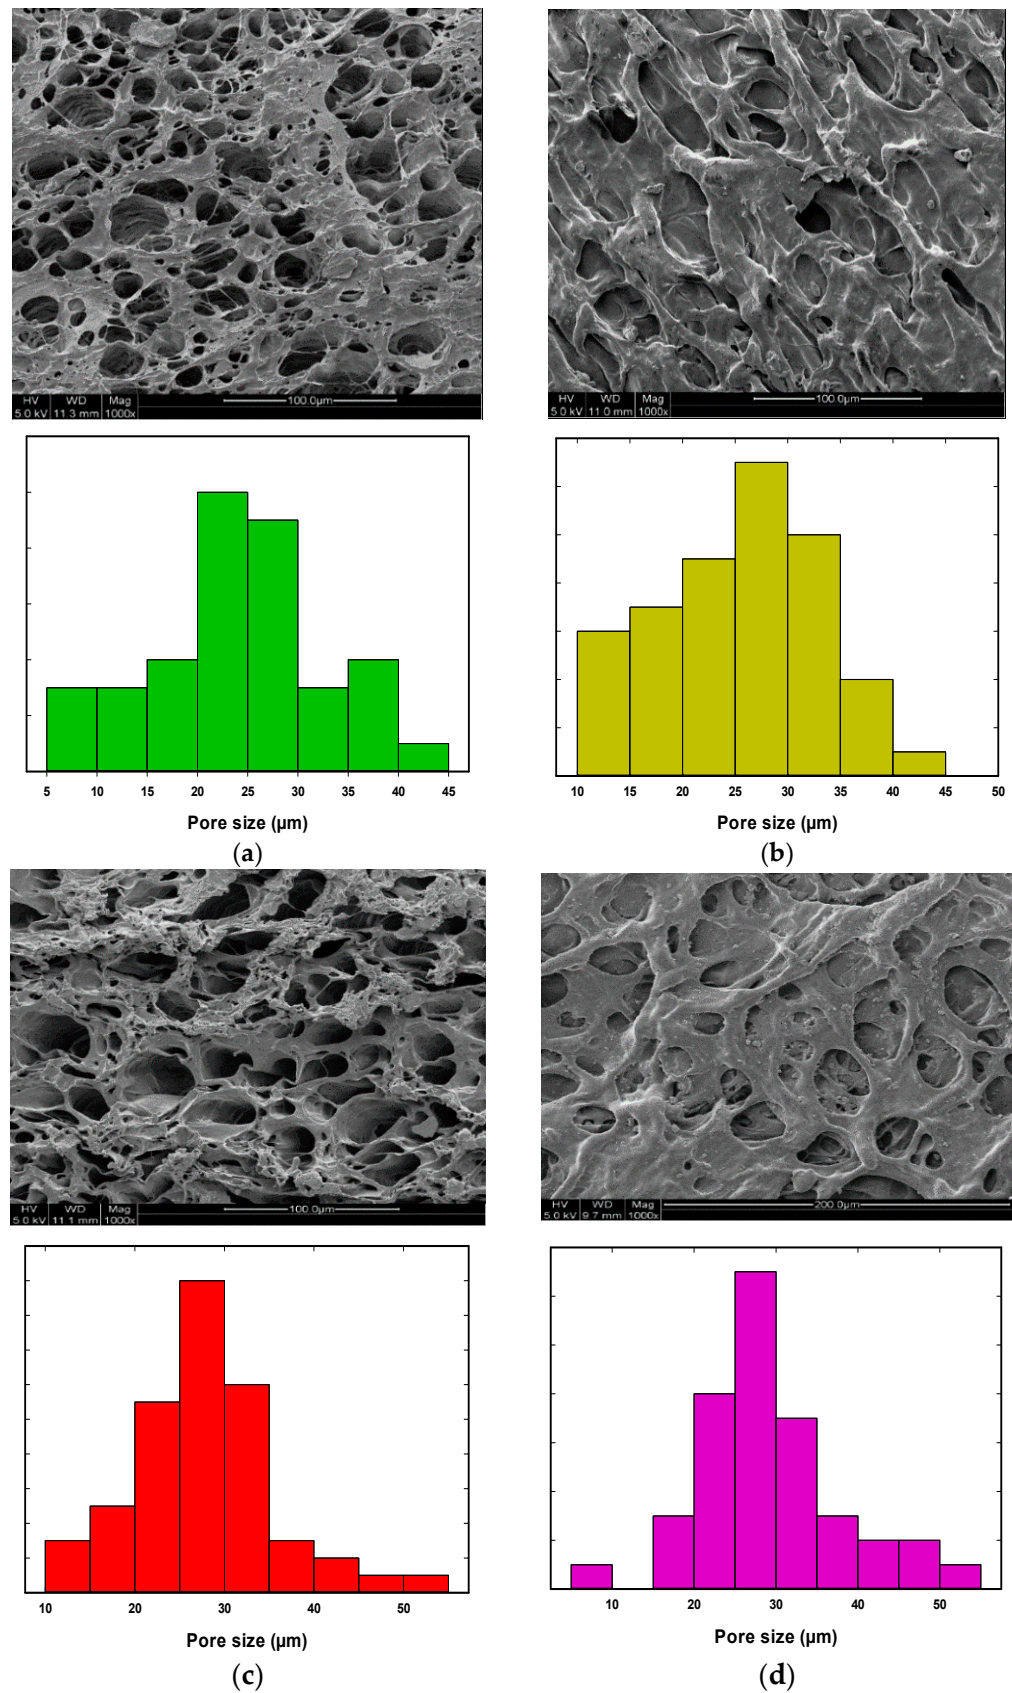 HV WD Mag 100.0µm
5.0 kV 11.3 mm 1000x
HV WD Mag 100.0µm
5.0 kV 11.0 mm 1000x
5 10 15 20 25 30 35 40 45
Pore size (µm)
(a)
10 15 20 25 30 35 40 45 50
Pore size (µm)
(b)
HV WD Mag 100.0µm
5.0 kV 11.1 mm 1000x
HV WD Mag 200.0µm
5.0 kV 9.7 mm 1000x
10 20 30 40 50
Pore size (µm)
(c)
10 20 30 40 50
Pore size (µm)
(d)